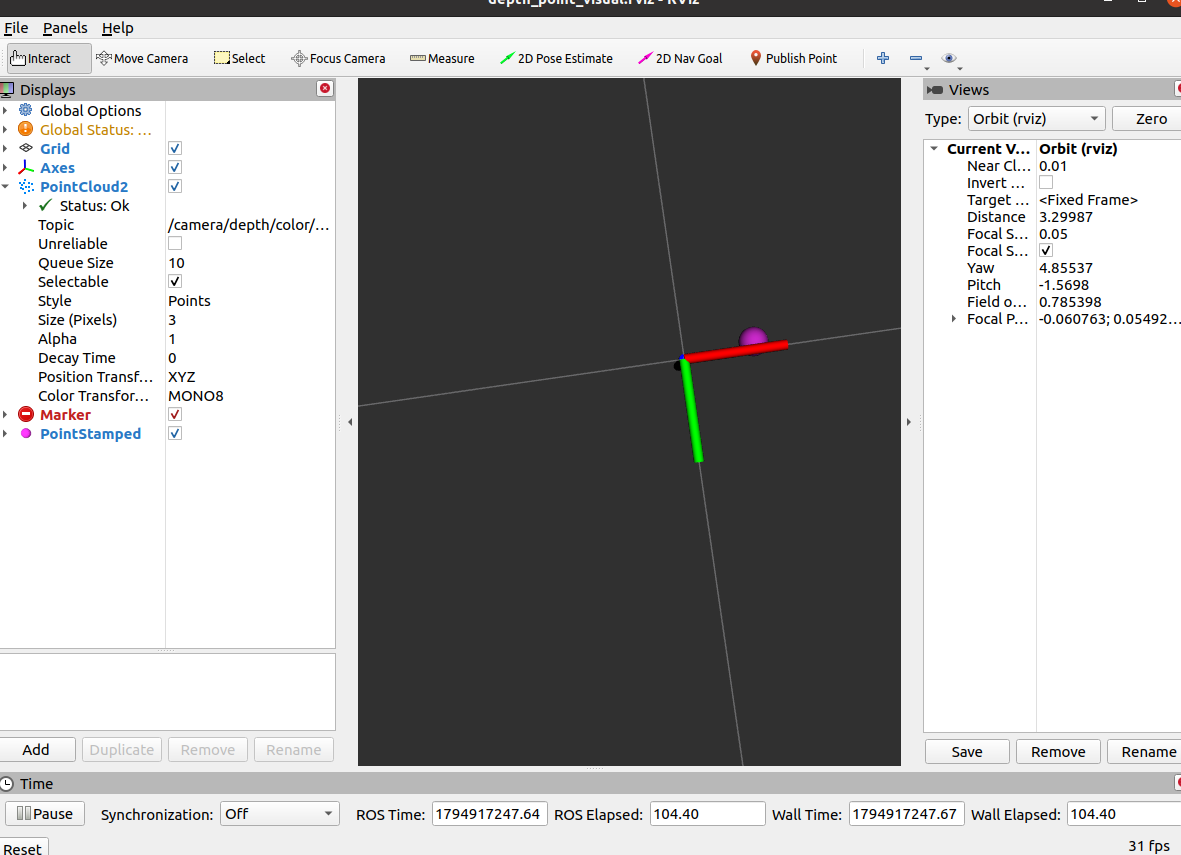 depth_point_visual.rviz - RViz
File Panels Help
Interact Move Camera Select Focus Camera Measure 2D Pose Estimate 2D Nav Goal Publish Point
Displays
Global Options
Global Status: ...
Grid
Axes
PointCloud2
Status: Ok
Topic /camera/depth/color/...
Unreliable
Queue Size 10
Selectable
Style Points
Size (Pixels) 3
Alpha 1
Decay Time 0
Position Transf... XYZ
Color Transfor... MONO8
Marker
PointStamped
Add Duplicate Remove Rename
Views
Type: Orbit (rviz) Zero
Current V... Orbit (rviz)
Near Cl... 0.01
Invert ...
Target ... <Fixed Frame>
Distance 3.29987
Focal S... 0.05
Focal S...
Yaw 4.85537
Pitch -1.5698
Field o... 0.785398
Focal P... -0.060763; 0.05492...
Save Remove Rename
Time
Pause Synchronization: Off ROS Time: 1794917247.64 ROS Elapsed: 104.40 Wall Time: 1794917247.67 Wall Elapsed: 104.40
Reset 31 fps